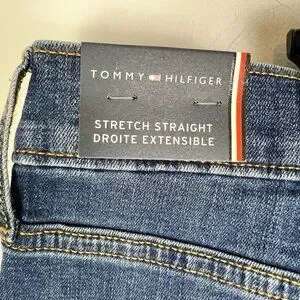 TOMMY HILFIGER
STRETCH STRAIGHT
DROITE EXTENSIBLE